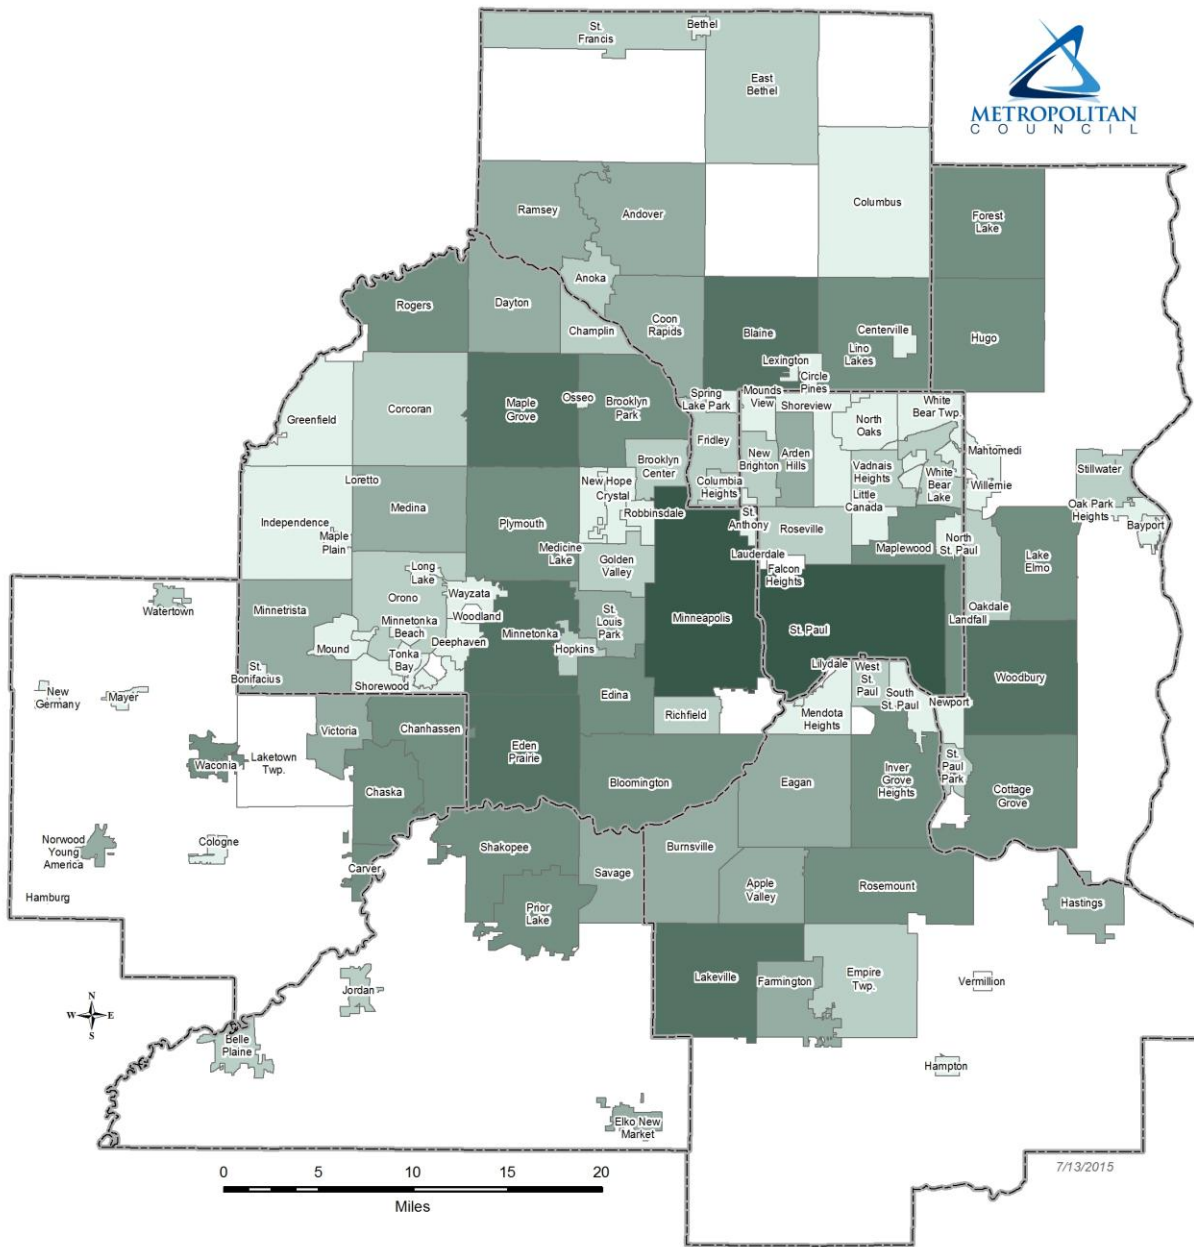 St.
Francis
Bethel
East
Bethel
METROPOLITAN
COUNCIL
Ramsey
Andover
Columbus
Forest
Lake
Anoka
Rogers
Dayton
Champlin
Coon
Rapids
Blaine
Centerville
Lino
Lakes
Hugo
Lexington
Circle
Pines
Maple
Grove
Osseo
Brooklyn
Park
Spring
Lake Park
Mounds
View
Shoreview
North
Oaks
White
Bear Twp.
Greenfield
Corcoran
Fridley
Brooklyn
Center
New
Brighton
Arden
Hills
Vadnais
Heights
White
Bear
Lake
Mahtomedi
Willernie
Stillwater
Loretto
Medina
New Hope
Crystal
Columbia
Heights
Little
Canada
Oak Park
Heights
Bayport
Independence
Maple
Plain
Plymouth
Robbinsdale
St.
Anthony
Roseville
Maplewood
North
St. Paul
Lake
Elmo
Medicine
Lake
Golden
Valley
Lauderdale
Falcon
Heights
Long
Lake
Wayzata
Woodland
Orono
Minnetonka
Beach
Deephaven
Minnetrista
Watertown
Minnetonka
Hopkins
St.
Louis
Park
Minneapolis
St. Paul
Oakdale
Landfall
Mound
Tonka
Bay
Shorewood
St.
Bonifacius
Lilydale
West
St.
Paul
South
St. Paul
Newport
Woodbury
New
Germany
Mayer
Edina
Richfield
Mendota
Heights
Victoria
Chanhassen
Eden
Prairie
Waconia
Laketown
Twp.
Chaska
Bloomington
Eagan
Inver
Grove
Heights
St.
Paul
Park
Cottage
Grove
Norwood
Young
America
Cologne
Hamburg
Carver
Shakopee
Savage
Burnsville
Apple
Valley
Rosemount
Hastings
Prior
Lake
Lakeville
Farmington
Empire
Twp.
Vermillion
Jordan
N
W E
S
Belle
Plaine
Hampton
Elko New
Market
0 5 10 15 20
Miles
7/13/2015